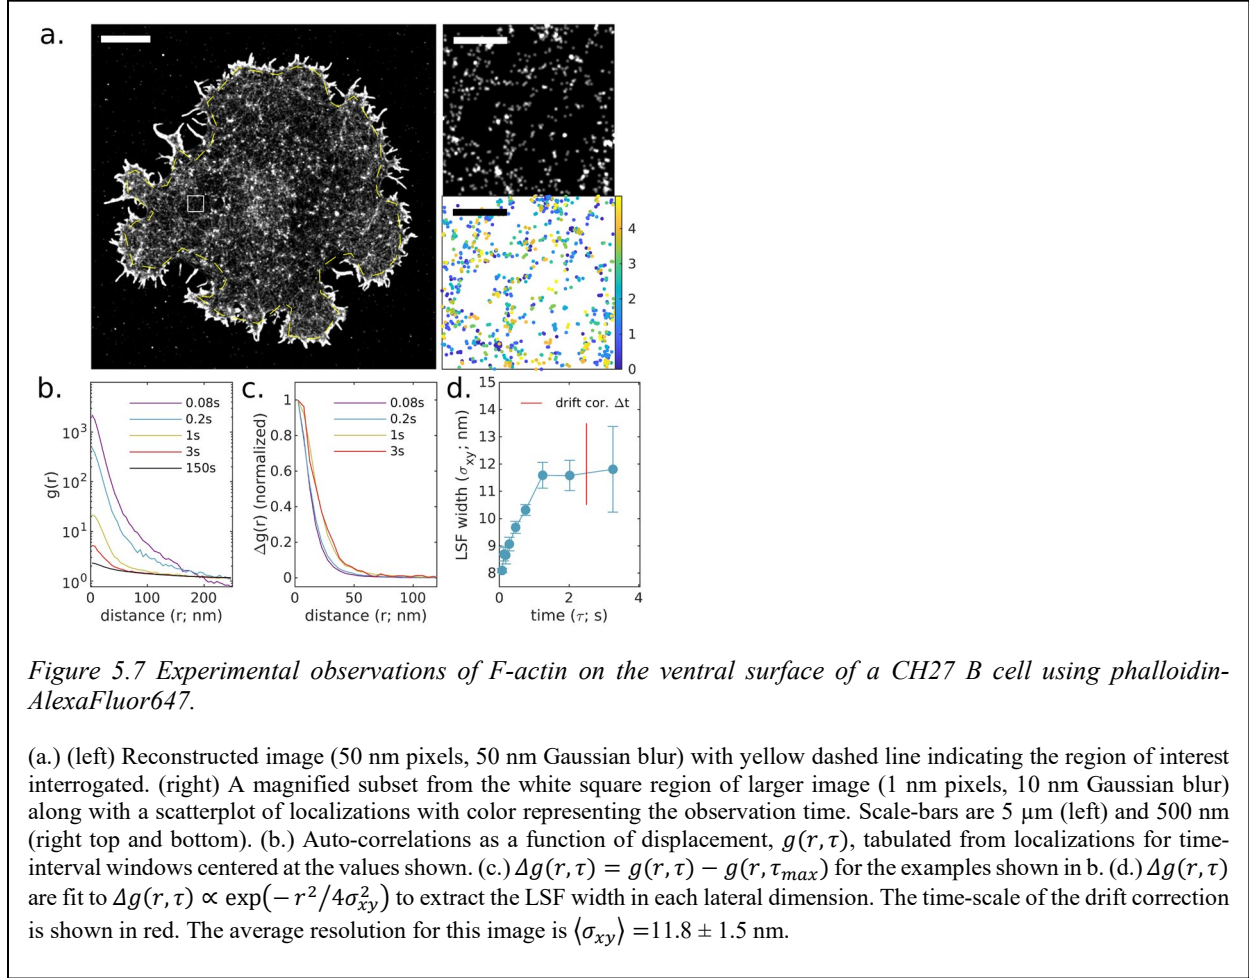 a.
4
3
2
1
0
b.
10³
10²
10¹
10⁰
g(r)
0.08s
0.2s
1s
3s
150s
0
100
200
distance (r; nm)
c.
1
0.8
0.6
0.4
0.2
0
Δg(r) (normalized)
0.08s
0.2s
1s
3s
0
50
100
distance (r; nm)
d.
15
14
13
12
11
10
9
8
LSF width (σxy; nm)
drift cor. Δt
0
2
4
time (τ; s)
Figure 5.7 Experimental observations of F-actin on the ventral surface of a CH27 B cell using phalloidin-
AlexaFluor647.
(a.) (left) Reconstructed image (50 nm pixels, 50 nm Gaussian blur) with yellow dashed line indicating the region of interest
interrogated. (right) A magnified subset from the white square region of larger image (1 nm pixels, 10 nm Gaussian blur)
along with a scatterplot of localizations with color representing the observation time. Scale-bars are 5 µm (left) and 500 nm
(right top and bottom). (b.) Auto-correlations as a function of displacement, g(r, τ), tabulated from localizations for time-
interval windows centered at the values shown. (c.) Δg(r, τ) = g(r, τ) − g(r, τmax) for the examples shown in b. (d.) Δg(r, τ)
are fit to Δg(r, τ) ∝ exp(− r²/4σ²xy) to extract the LSF width in each lateral dimension. The time-scale of the drift correction
is shown in red. The average resolution for this image is ⟨σxy⟩ =11.8 ± 1.5 nm.